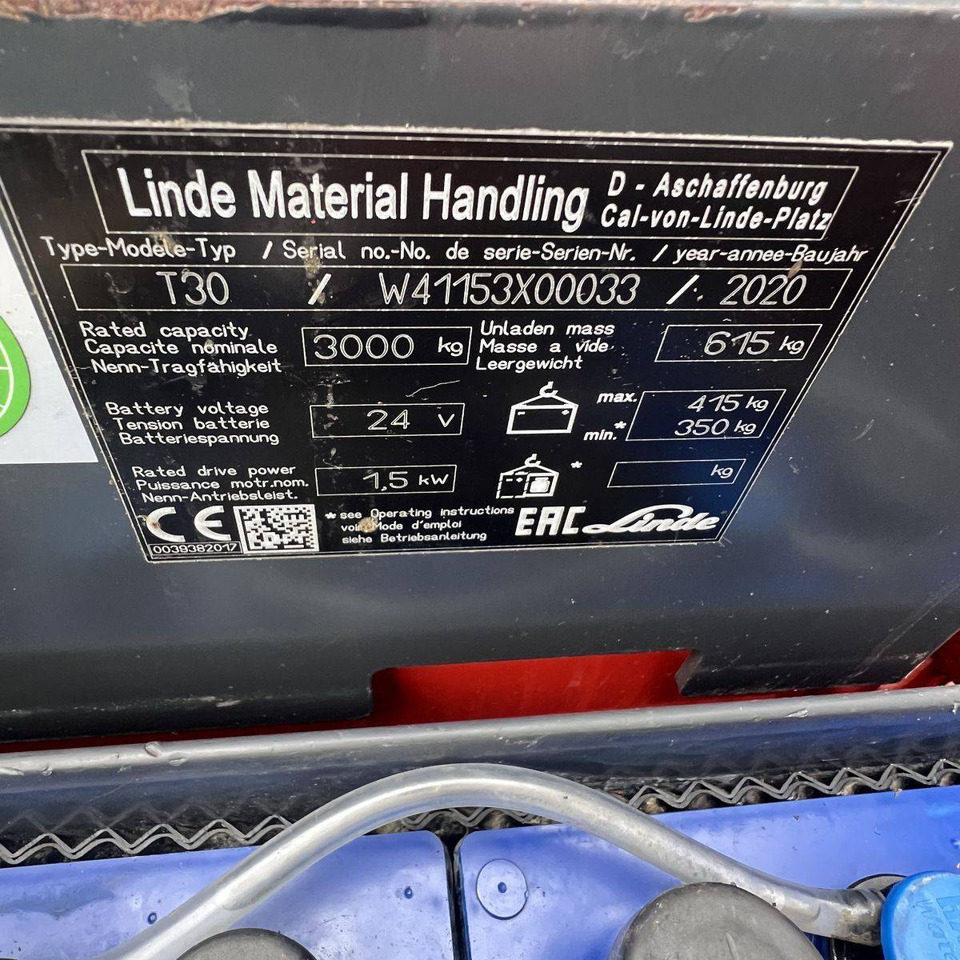 Linde Material Handling D - Aschaffenburg
Cal-von-Linde-Platz
Type-Modele-Typ / Serial no.-No. de serie-Serien-Nr. / year-annee-Baujahr
T30 / W41153X00033 / 2020
Rated capacity
Capacite nominale
Nenn-Tragfähigkeit
3000 kg
Unladen mass
Masse a vide
Leergewicht
615 kg
Battery voltage
Tension batterie
Batteriespannung
24 V
max. 415 kg
min.* 350 kg
Rated drive power
Puissance motr.nom.
Nenn-Antriebsleist.
1,5 kW
* kg
CE
0039382017
* see Operating instructions
voir Mode d'emploi
siehe Betriebsanleitung
EAC Linde